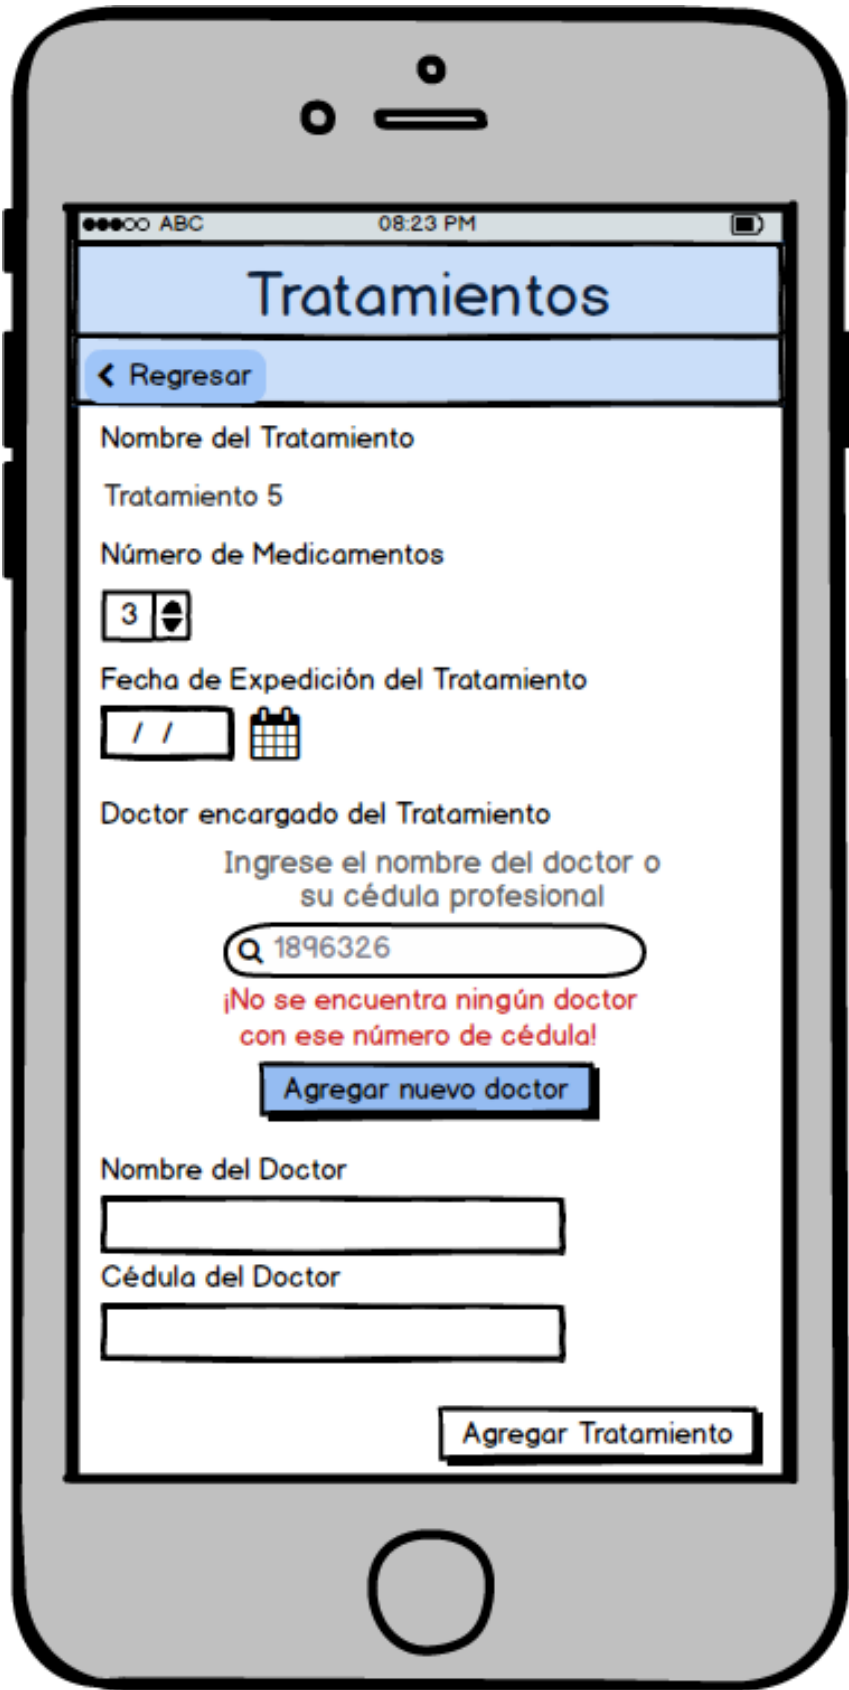 ABC 08:23 PM
Tratamientos
Regresar
Nombre del Tratamiento
Tratamiento 5
Número de Medicamentos
3
Fecha de Expedición del Tratamiento
/ /
Doctor encargado del Tratamiento
Ingrese el nombre del doctor o
su cédula profesional
1896326
¡No se encuentra ningún doctor
con ese número de cédula!
Agregar nuevo doctor
Nombre del Doctor
Cédula del Doctor
Agregar Tratamiento